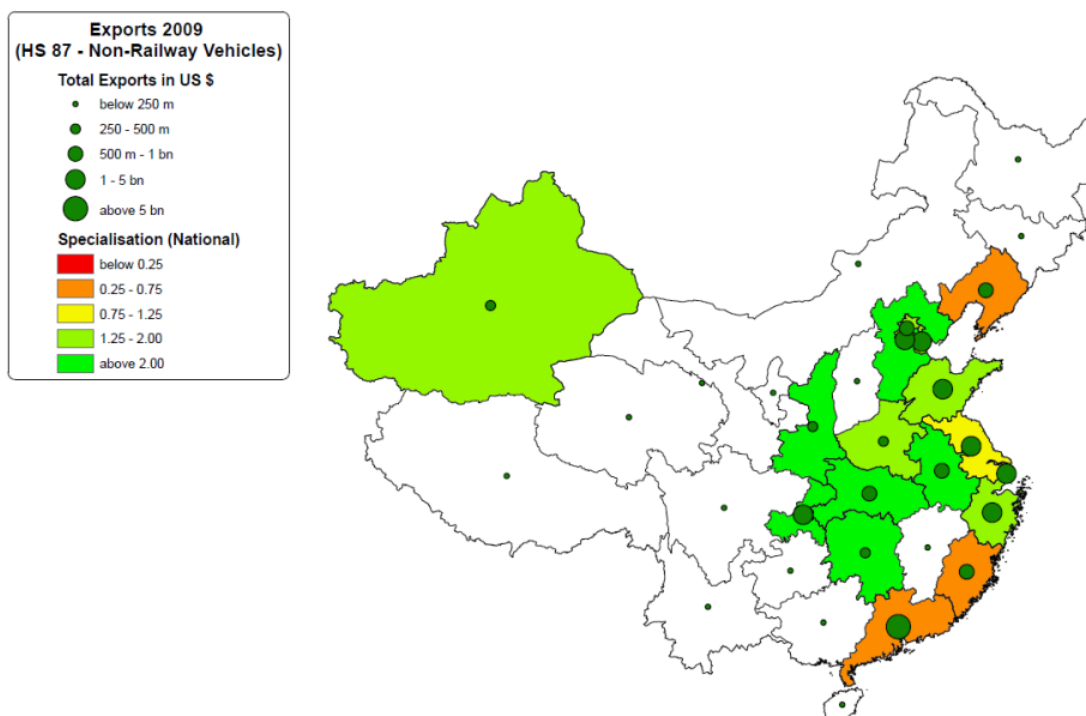 Exports 2009
(HS 87 - Non-Railway Vehicles)
Total Exports in US $
below 250 m
250 - 500 m
500 m - 1 bn
1 - 5 bn
above 5 bn
Specialisation (National)
below 0.25
0.25 - 0.75
0.75 - 1.25
1.25 - 2.00
above 2.00